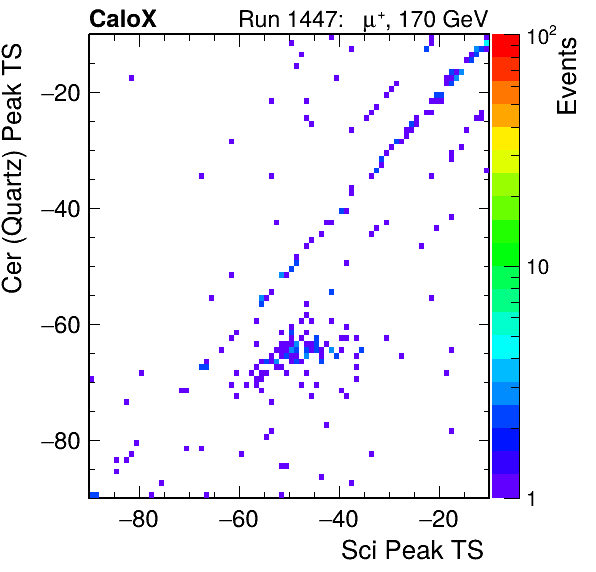 CaloX Run 1447: μ⁺, 170 GeV
Cer (Quartz) Peak TS
−20
−40
−60
−80
−80 −60 −40 −20
Sci Peak TS
10²
10
1
Events